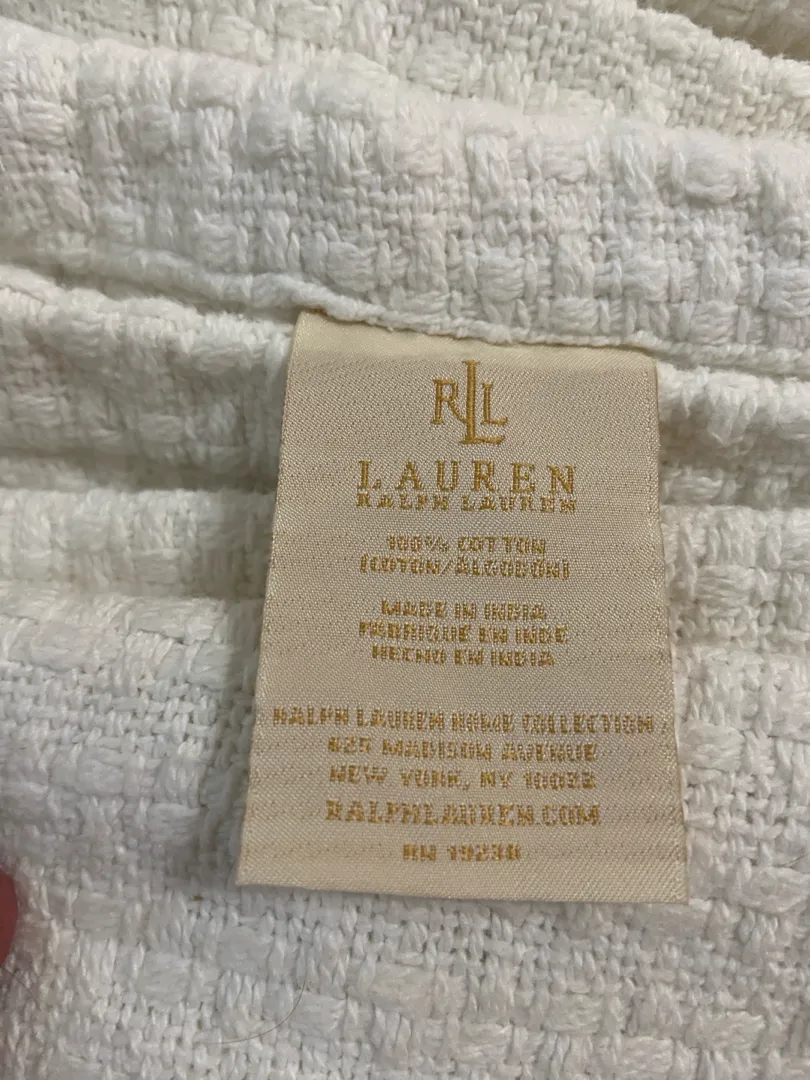 RLL
LAUREN
RALPH LAUREN
100% COTTON
(COTON/ALGODÓN)
MADE IN INDIA
FABRIQUE EN INDE
HECHO EN INDIA
RALPH LAUREN HOME COLLECTION
625 MADISON AVENUE
NEW YORK, NY 10022
RALPHLAUREN.COM
RN 19230